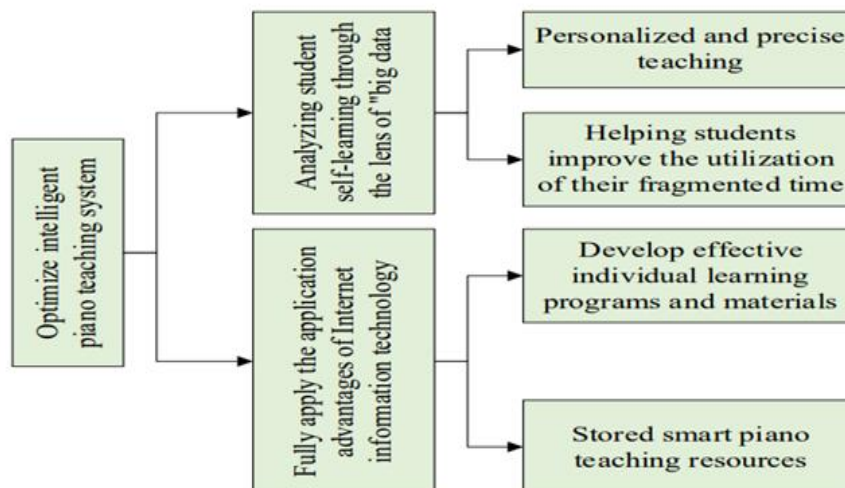 Optimize intelligent
piano teaching system
Analyzing student
self-learning through
the lens of "big data
Personalized and precise
teaching
Helping students
improve the utilization
of their fragmented time
Fully apply the application
advantages of Internet
information technology
Develop effective
individual learning
programs and materials
Stored smart piano
teaching resources